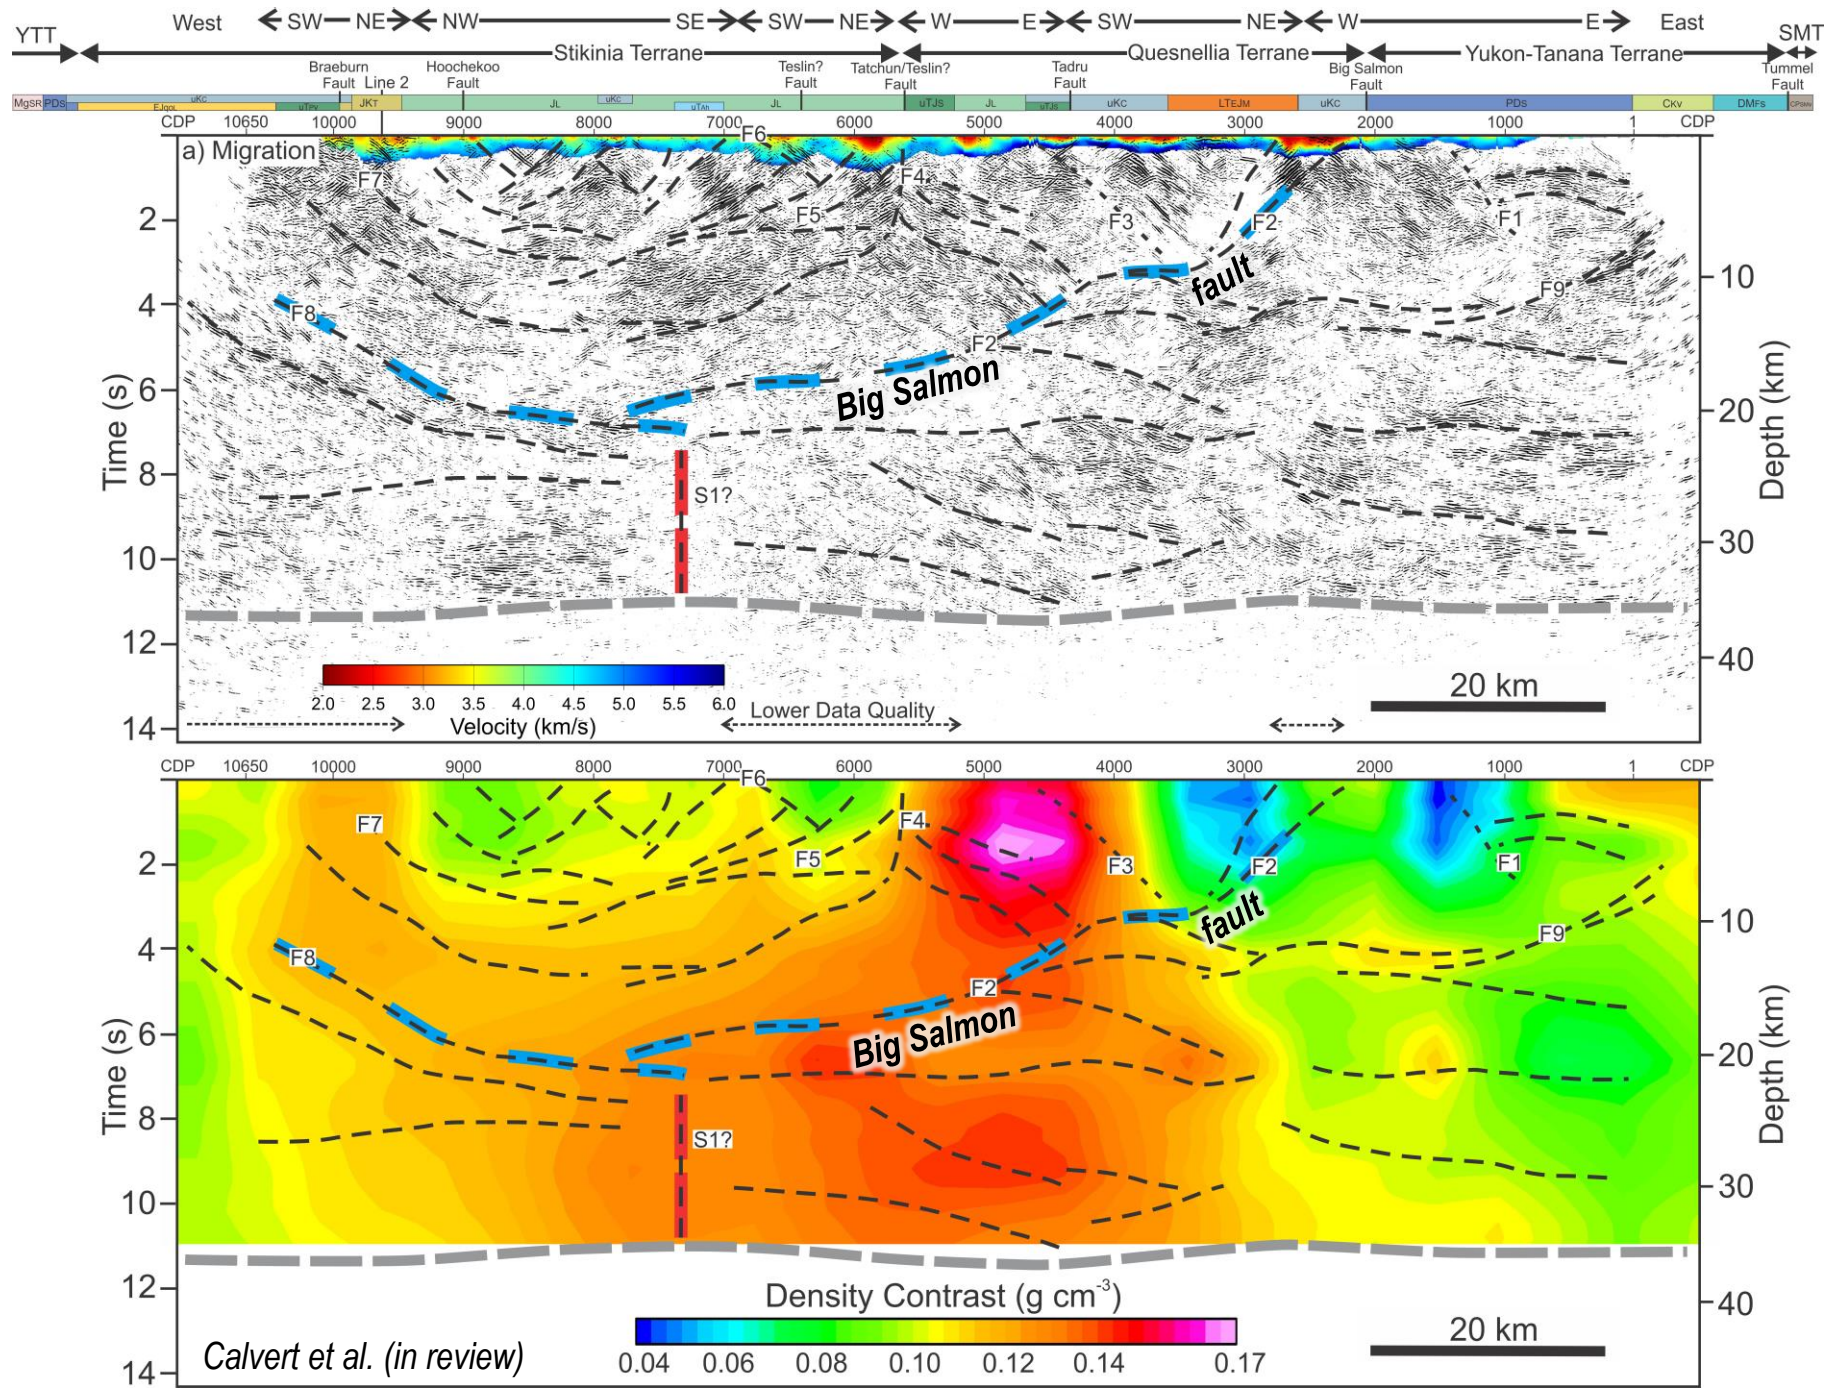 West SW NE NW SE SW NE W E SW NE W E East
YTT Stikinia Terrane Quesnellia Terrane Yukon-Tanana Terrane SMT
Braeburn Fault Line 2 Hoochekoo Fault Teslin? Fault Tatchun/Teslin? Fault Tadru Fault Big Salmon Fault Tummel Fault
MgSR PDS EJgoL uKC uTPV JKT JL uKC uTAh JL uTJS JL uTJS uKC LTEJM uKC PDS CKV DMFS
CDP 10650 10000 9000 8000 7000 6000 5000 4000 3000 2000 1000 1 CDP
F6
a) Migration
F7
F4
F5
F3
F2
F1
2
fault
10
F9
4
F8
F2
Big Salmon
6
20
Time (s)
Depth (km)
8
S1?
10
30
12
40
20 km
2.0 2.5 3.0 3.5 4.0 4.5 5.0 5.5 6.0
Velocity (km/s)
Lower Data Quality
14
CDP 10650 10000 9000 8000 7000 6000 5000 4000 3000 2000 1000 1 CDP
F6
F7
F4
F5
F3
F2
F1
2
fault
10
F9
4
F8
F2
Big Salmon
6
20
Time (s)
Depth (km)
8
S1?
10
30
12
Density Contrast (g cm-3)
40
20 km
0.04 0.06 0.08 0.10 0.12 0.14 0.17
Calvert et al. (in review)
14